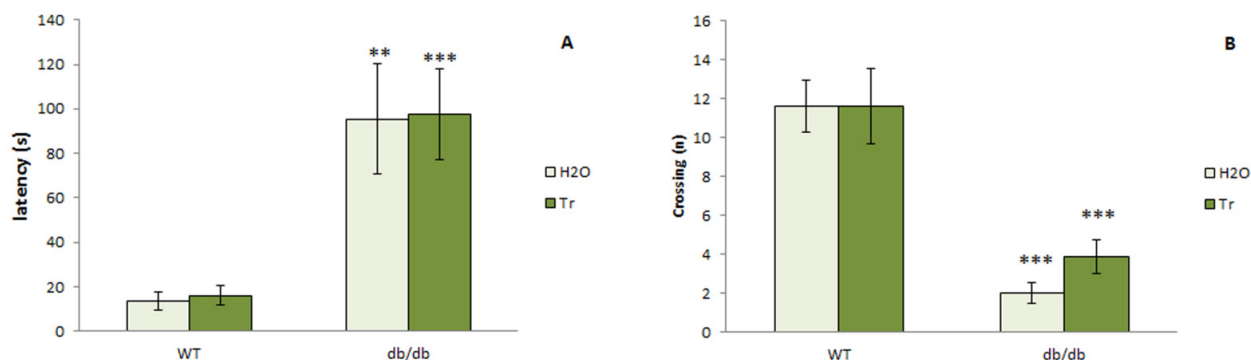 A
latency (s)
140
120
100
80
60
40
20
0
** ***
WT db/db
H2O
Tr
B
Crossing (n)
16
14
12
10
8
6
4
2
0
*** ***
WT db/db
H2O
Tr